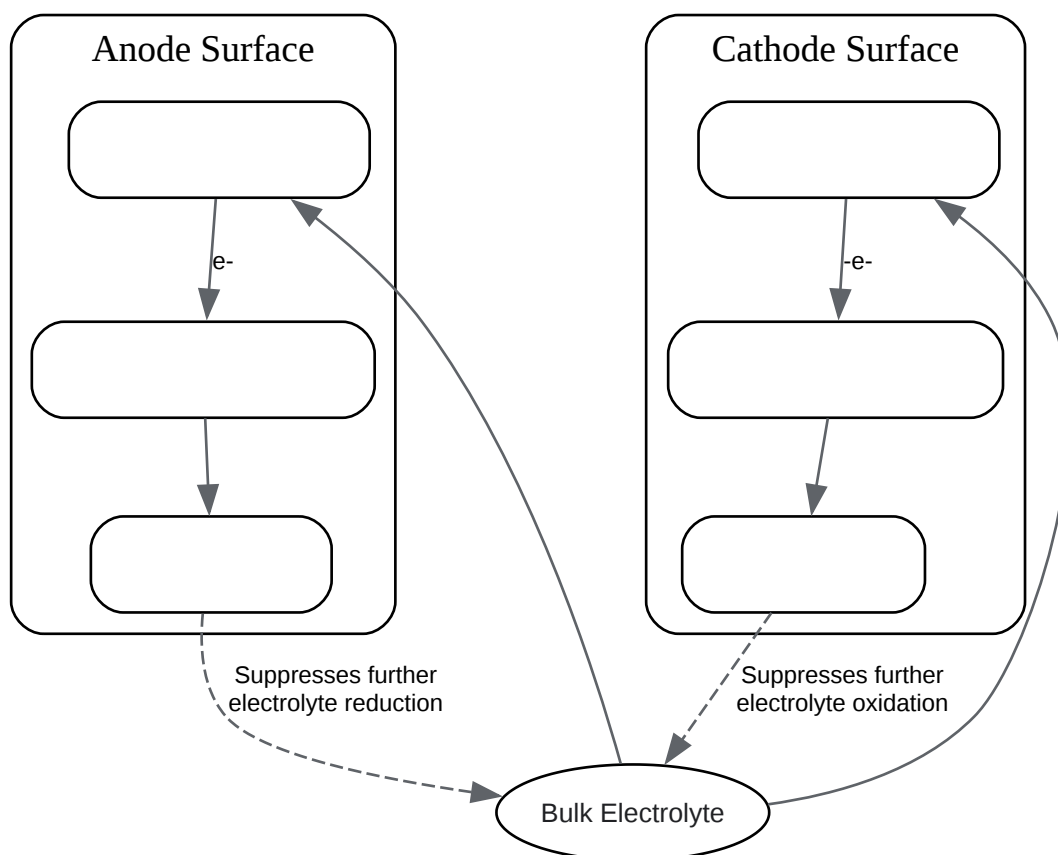 Anode Surface
Cathode Surface
e-
-e-
Suppresses further
electrolyte reduction
Suppresses further
electrolyte oxidation
Bulk Electrolyte